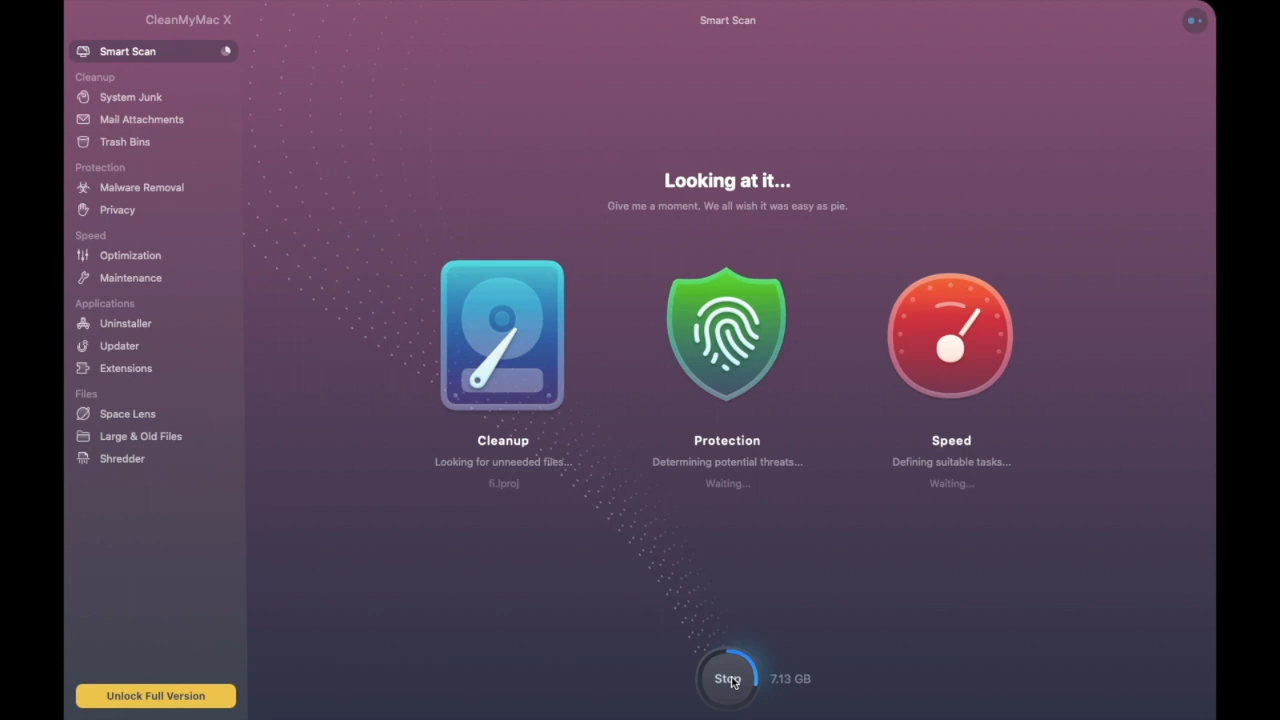 CleanMyMac X
Smart Scan
Smart Scan
Cleanup
System Junk
Mail Attachments
Trash Bins
Protection
Malware Removal
Privacy
Speed
Optimization
Maintenance
Applications
Uninstaller
Updater
Extensions
Files
Space Lens
Large & Old Files
Shredder
Unlock Full Version
Looking at it...
Give me a moment. We all wish it was easy as pie.
Cleanup
Looking for unneeded files...
fi.lproj
Protection
Determining potential threats...
Waiting...
Speed
Defining suitable tasks...
Waiting...
Stop
7.13 GB